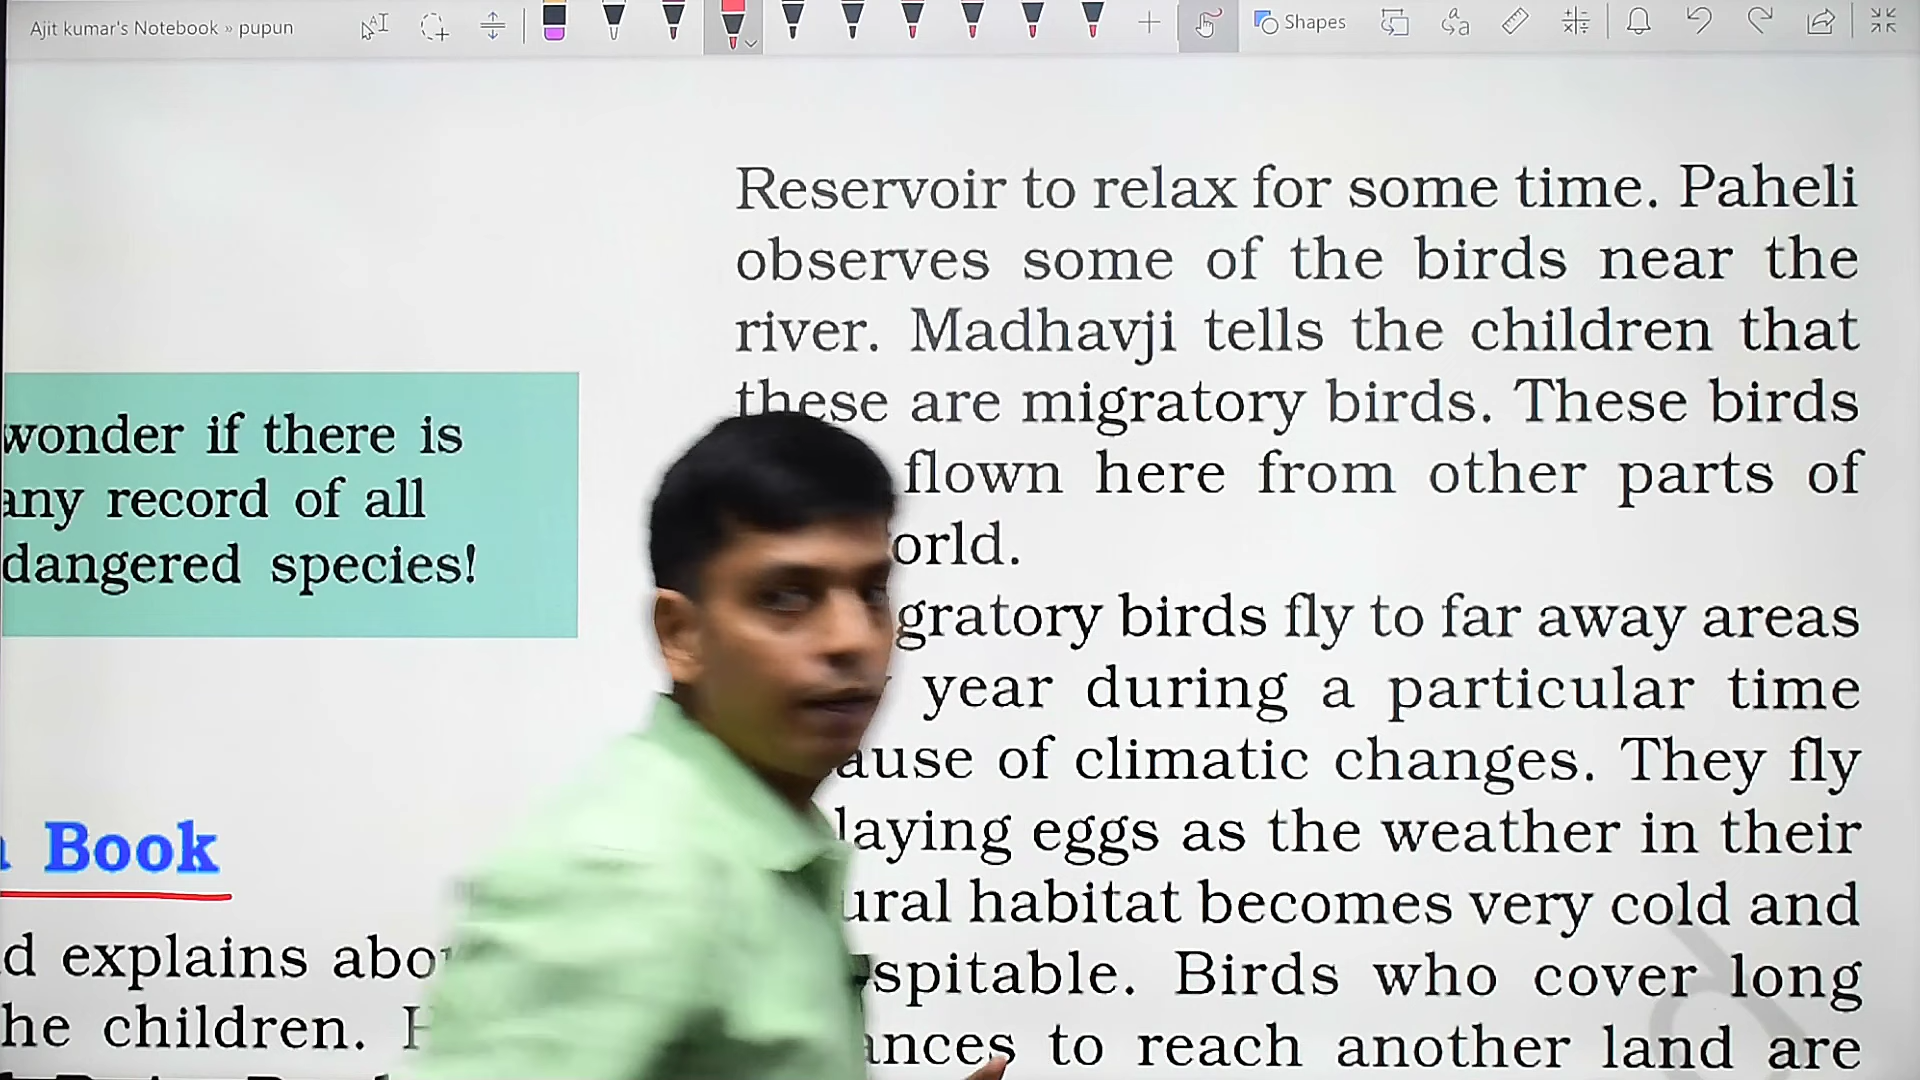 Ajit kumar's Notebook » pupun
Shapes
wonder if there is
any record of all
dangered species!
Book
d explains abo
he children. H
Reservoir to relax for some time. Paheli
observes some of the birds near the
river. Madhavji tells the children that
these are migratory birds. These birds
flown here from other parts of
orld.
gratory birds fly to far away areas
year during a particular time
ause of climatic changes. They fly
laying eggs as the weather in their
ural habitat becomes very cold and
spitable. Birds who cover long
ances to reach another land are